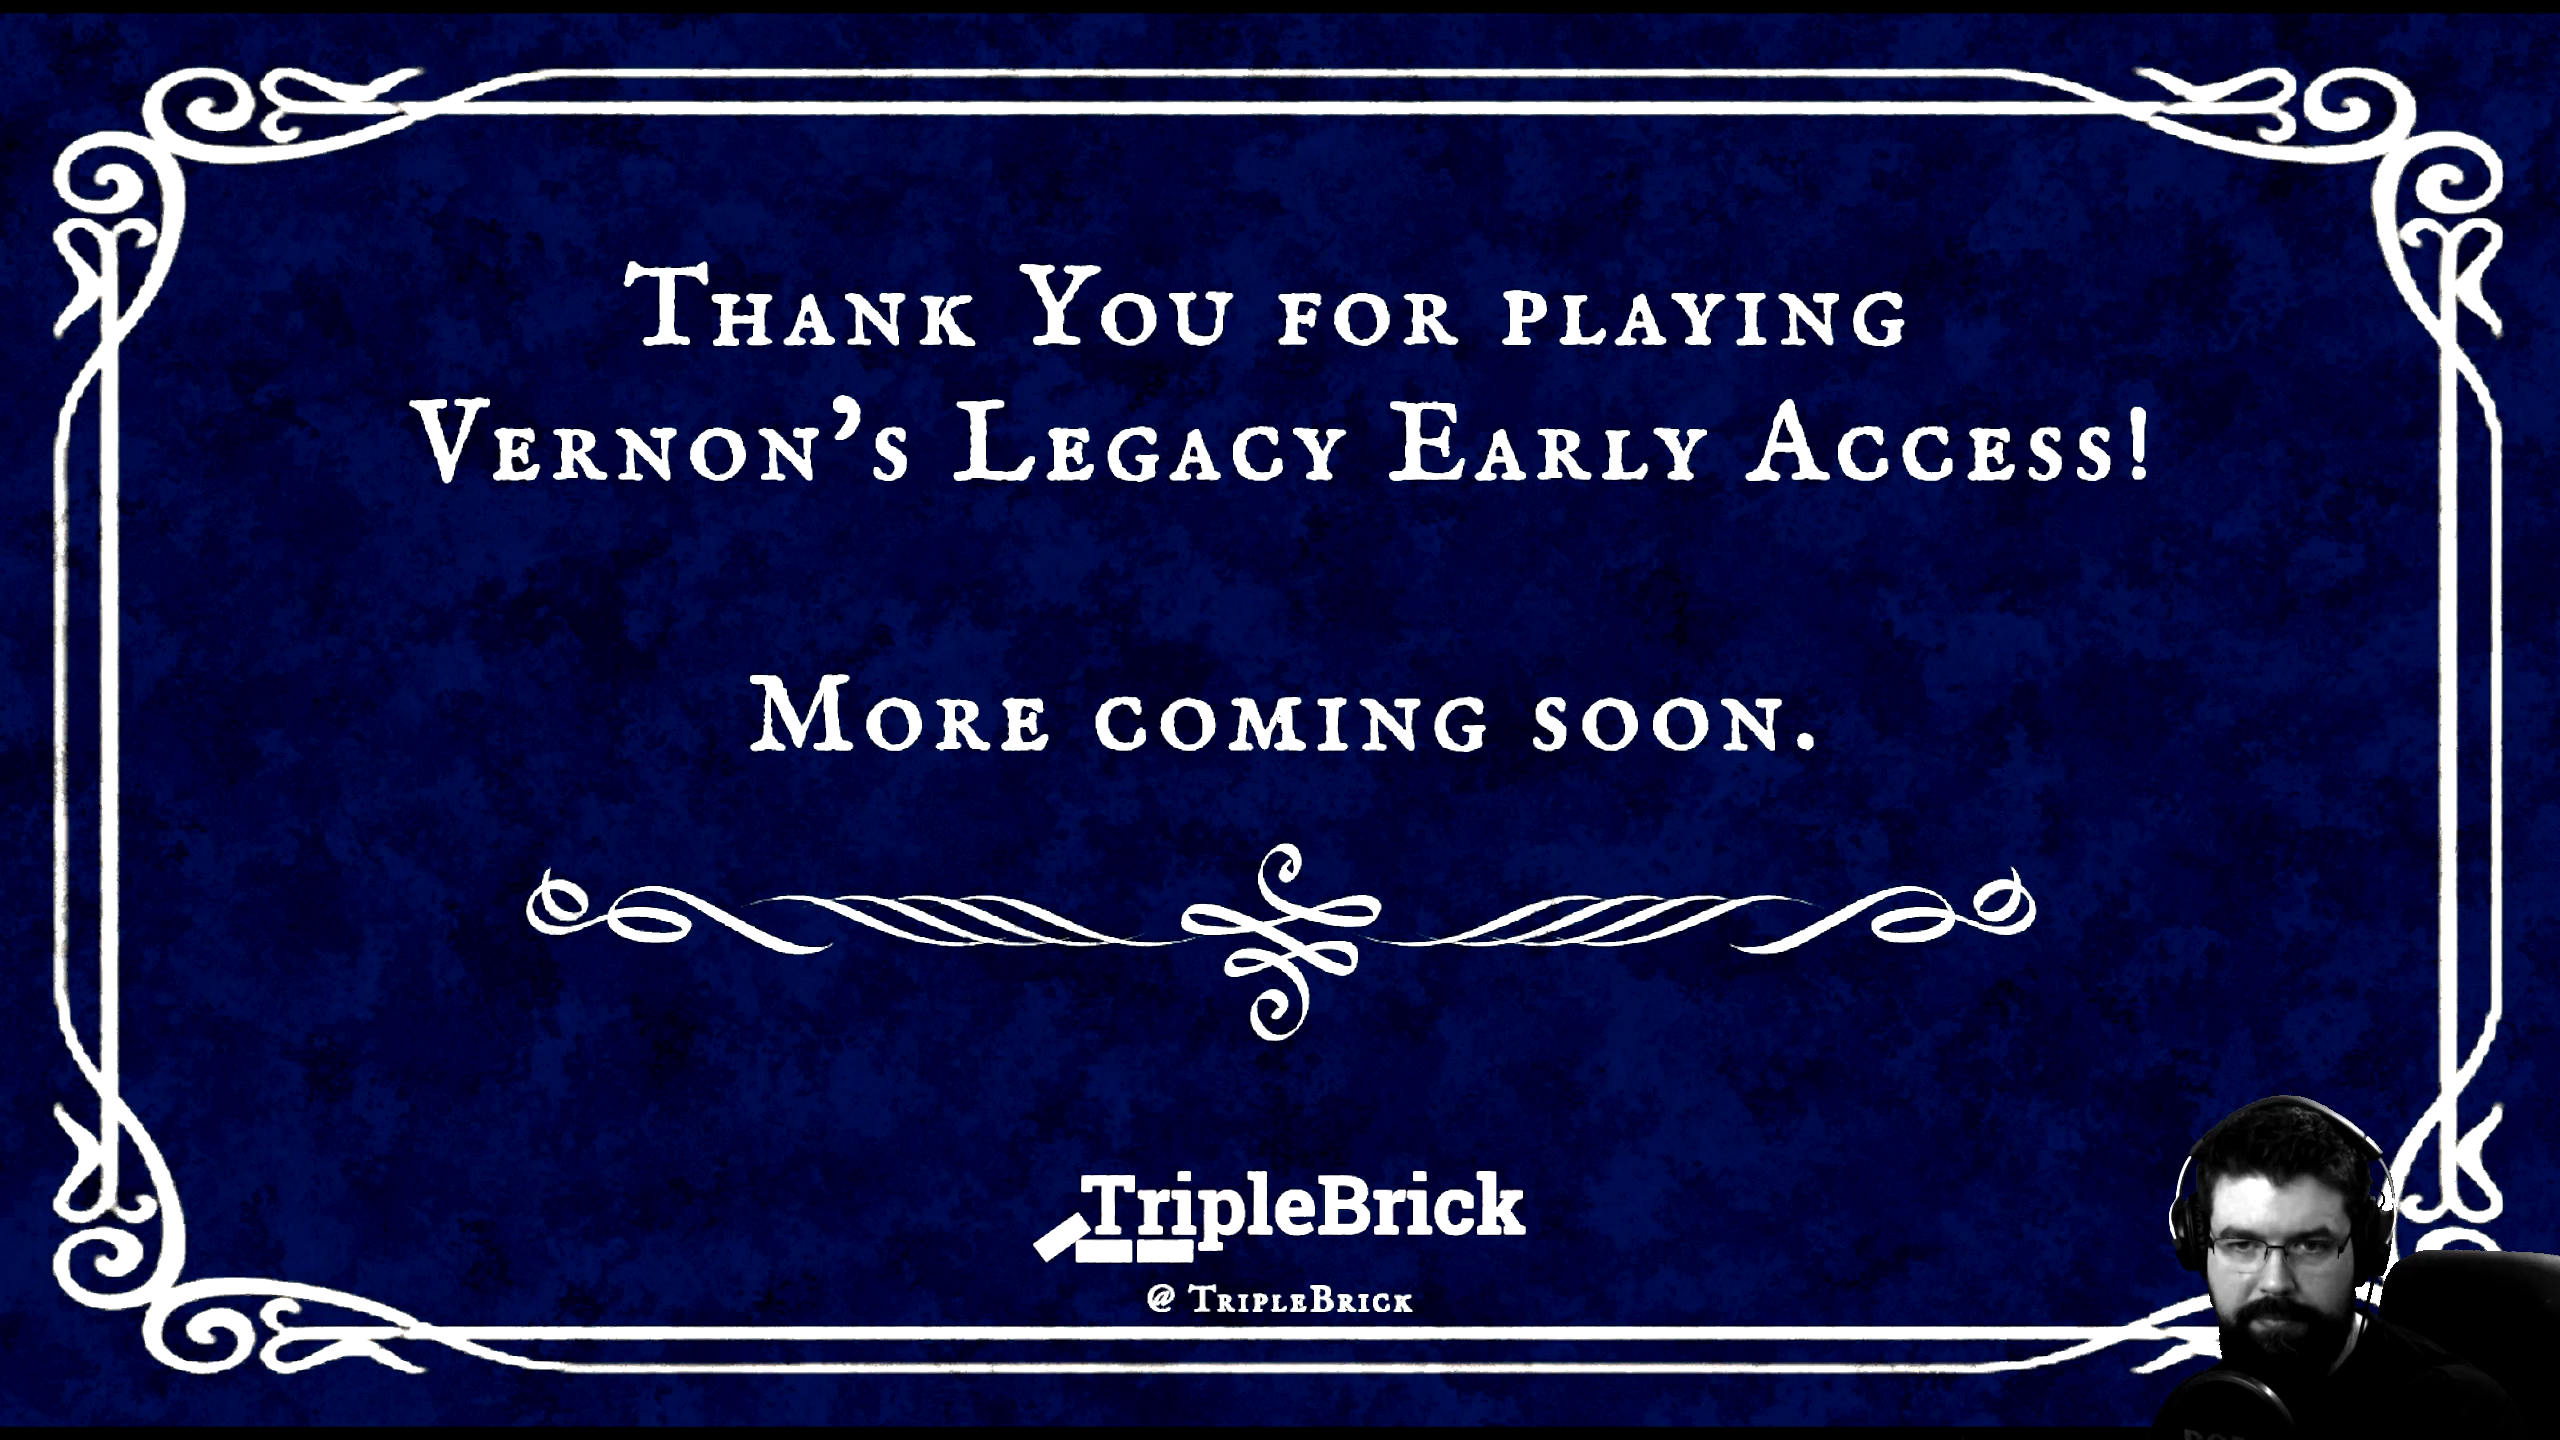 Thank You for playing
Vernon's Legacy Early Access!
More coming soon.
TripleBrick
@ TripleBrick